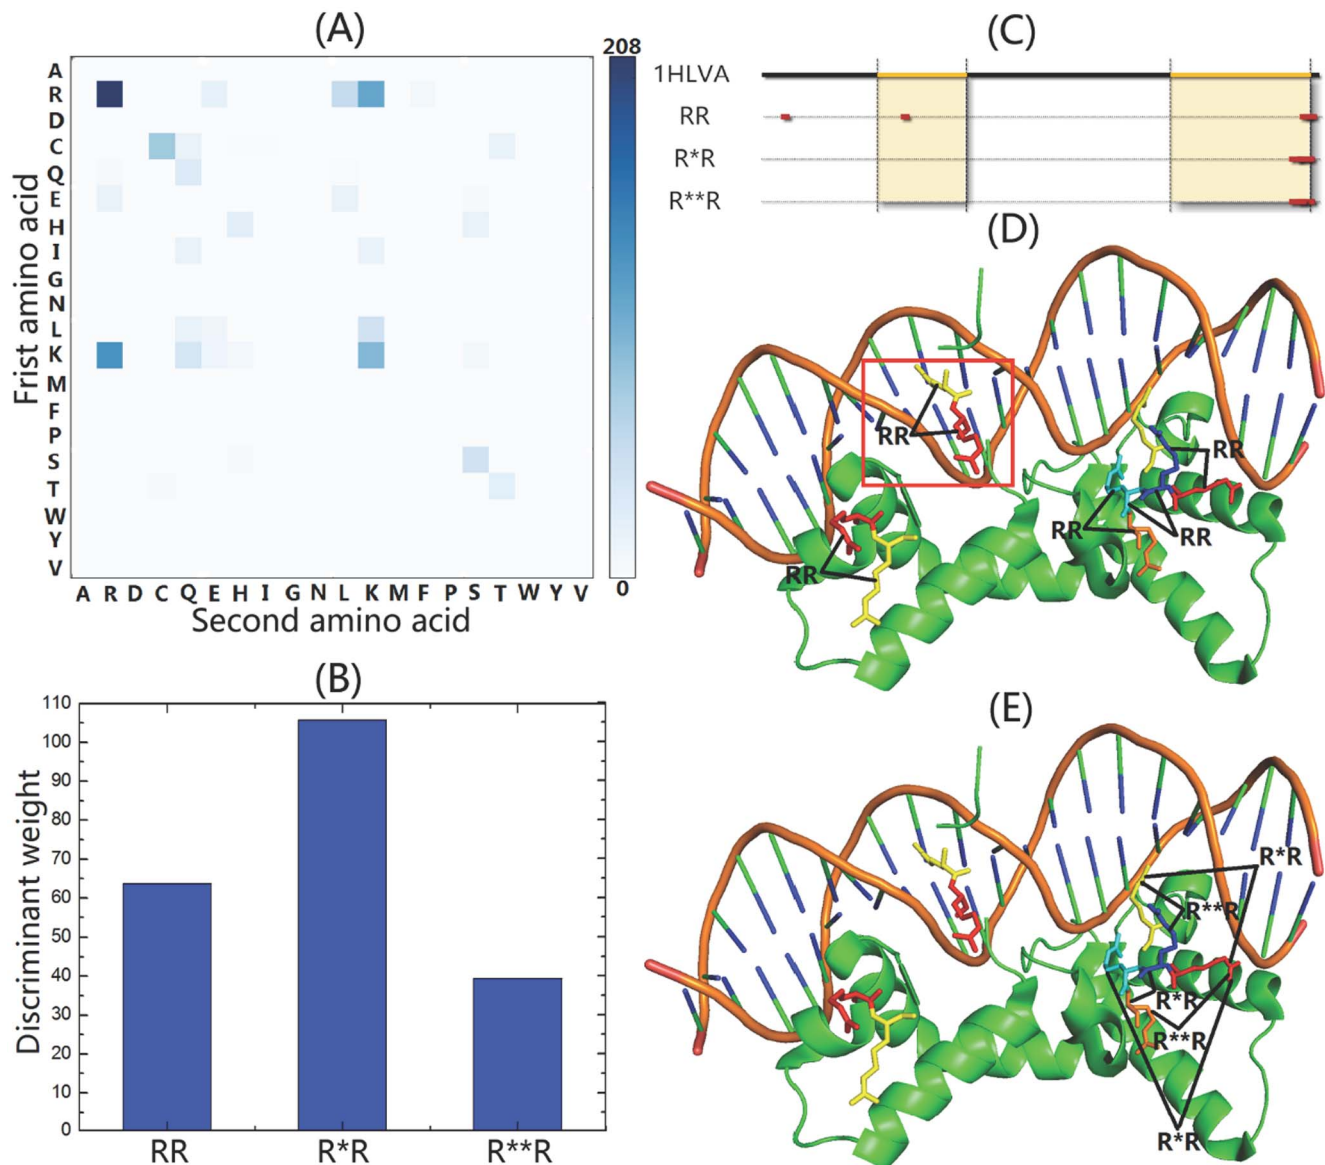 (A)
208
A
R
D
C
Q
E
H
I
G
N
L
K
M
F
P
S
T
W
Y
V
Frist amino acid
0
A R D C Q E H I G N L K M F P S T W Y V
Second amino acid
(B)
110
100
90
80
70
60
50
40
30
20
10
0
Discriminant weight
RR R*R R**R
(C)
1HLVA
RR
R*R
R**R
(D)
RR
RR
RR
RR
RR
(E)
R*R
R**R
R*R
R**R
R*R